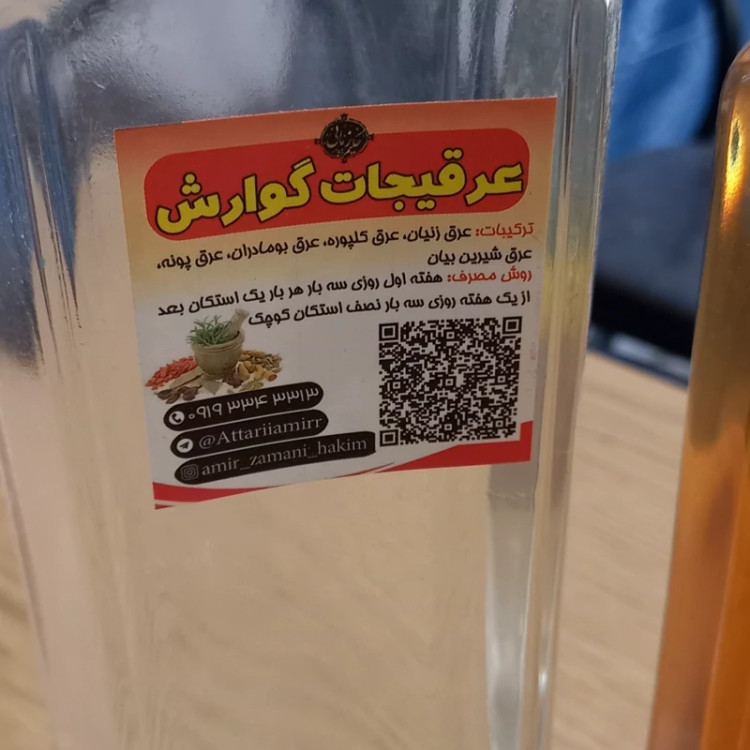 عرقیجات گوارش
ترکیبات: عرق زنیان، عرق کلپوره، عرق بومادران، عرق پونه،
عرق شیرین بیان
روش مصرف: هفته اول روزی سه بار هر بار یک استکان بعد
از یک هفته روزی سه بار نصف استکان کوچک
۰۹۱۹ ۳۳۴ ۳۳۱۳
@Attariiamirr
amir_zamani_hakim